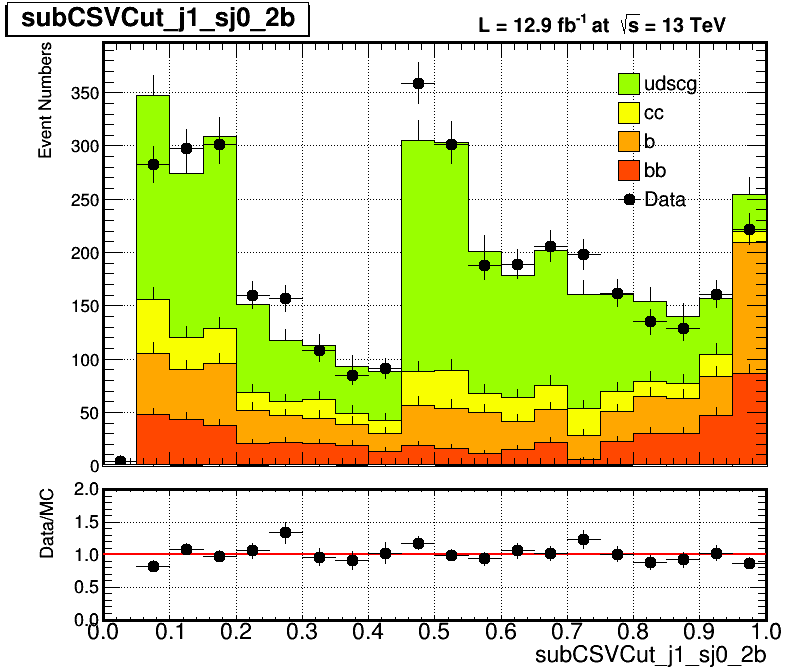 subCSVCut_j1_sj0_2b
L = 12.9 fb⁻¹ at √s = 13 TeV
Event Numbers
350
300
250
200
150
100
50
0
udscg
cc
b
bb
Data
Data/MC
2.0
1.5
1.0
0.5
0.0
0.0 0.1 0.2 0.3 0.4 0.5 0.6 0.7 0.8 0.9 1.0
subCSVCut_j1_sj0_2b